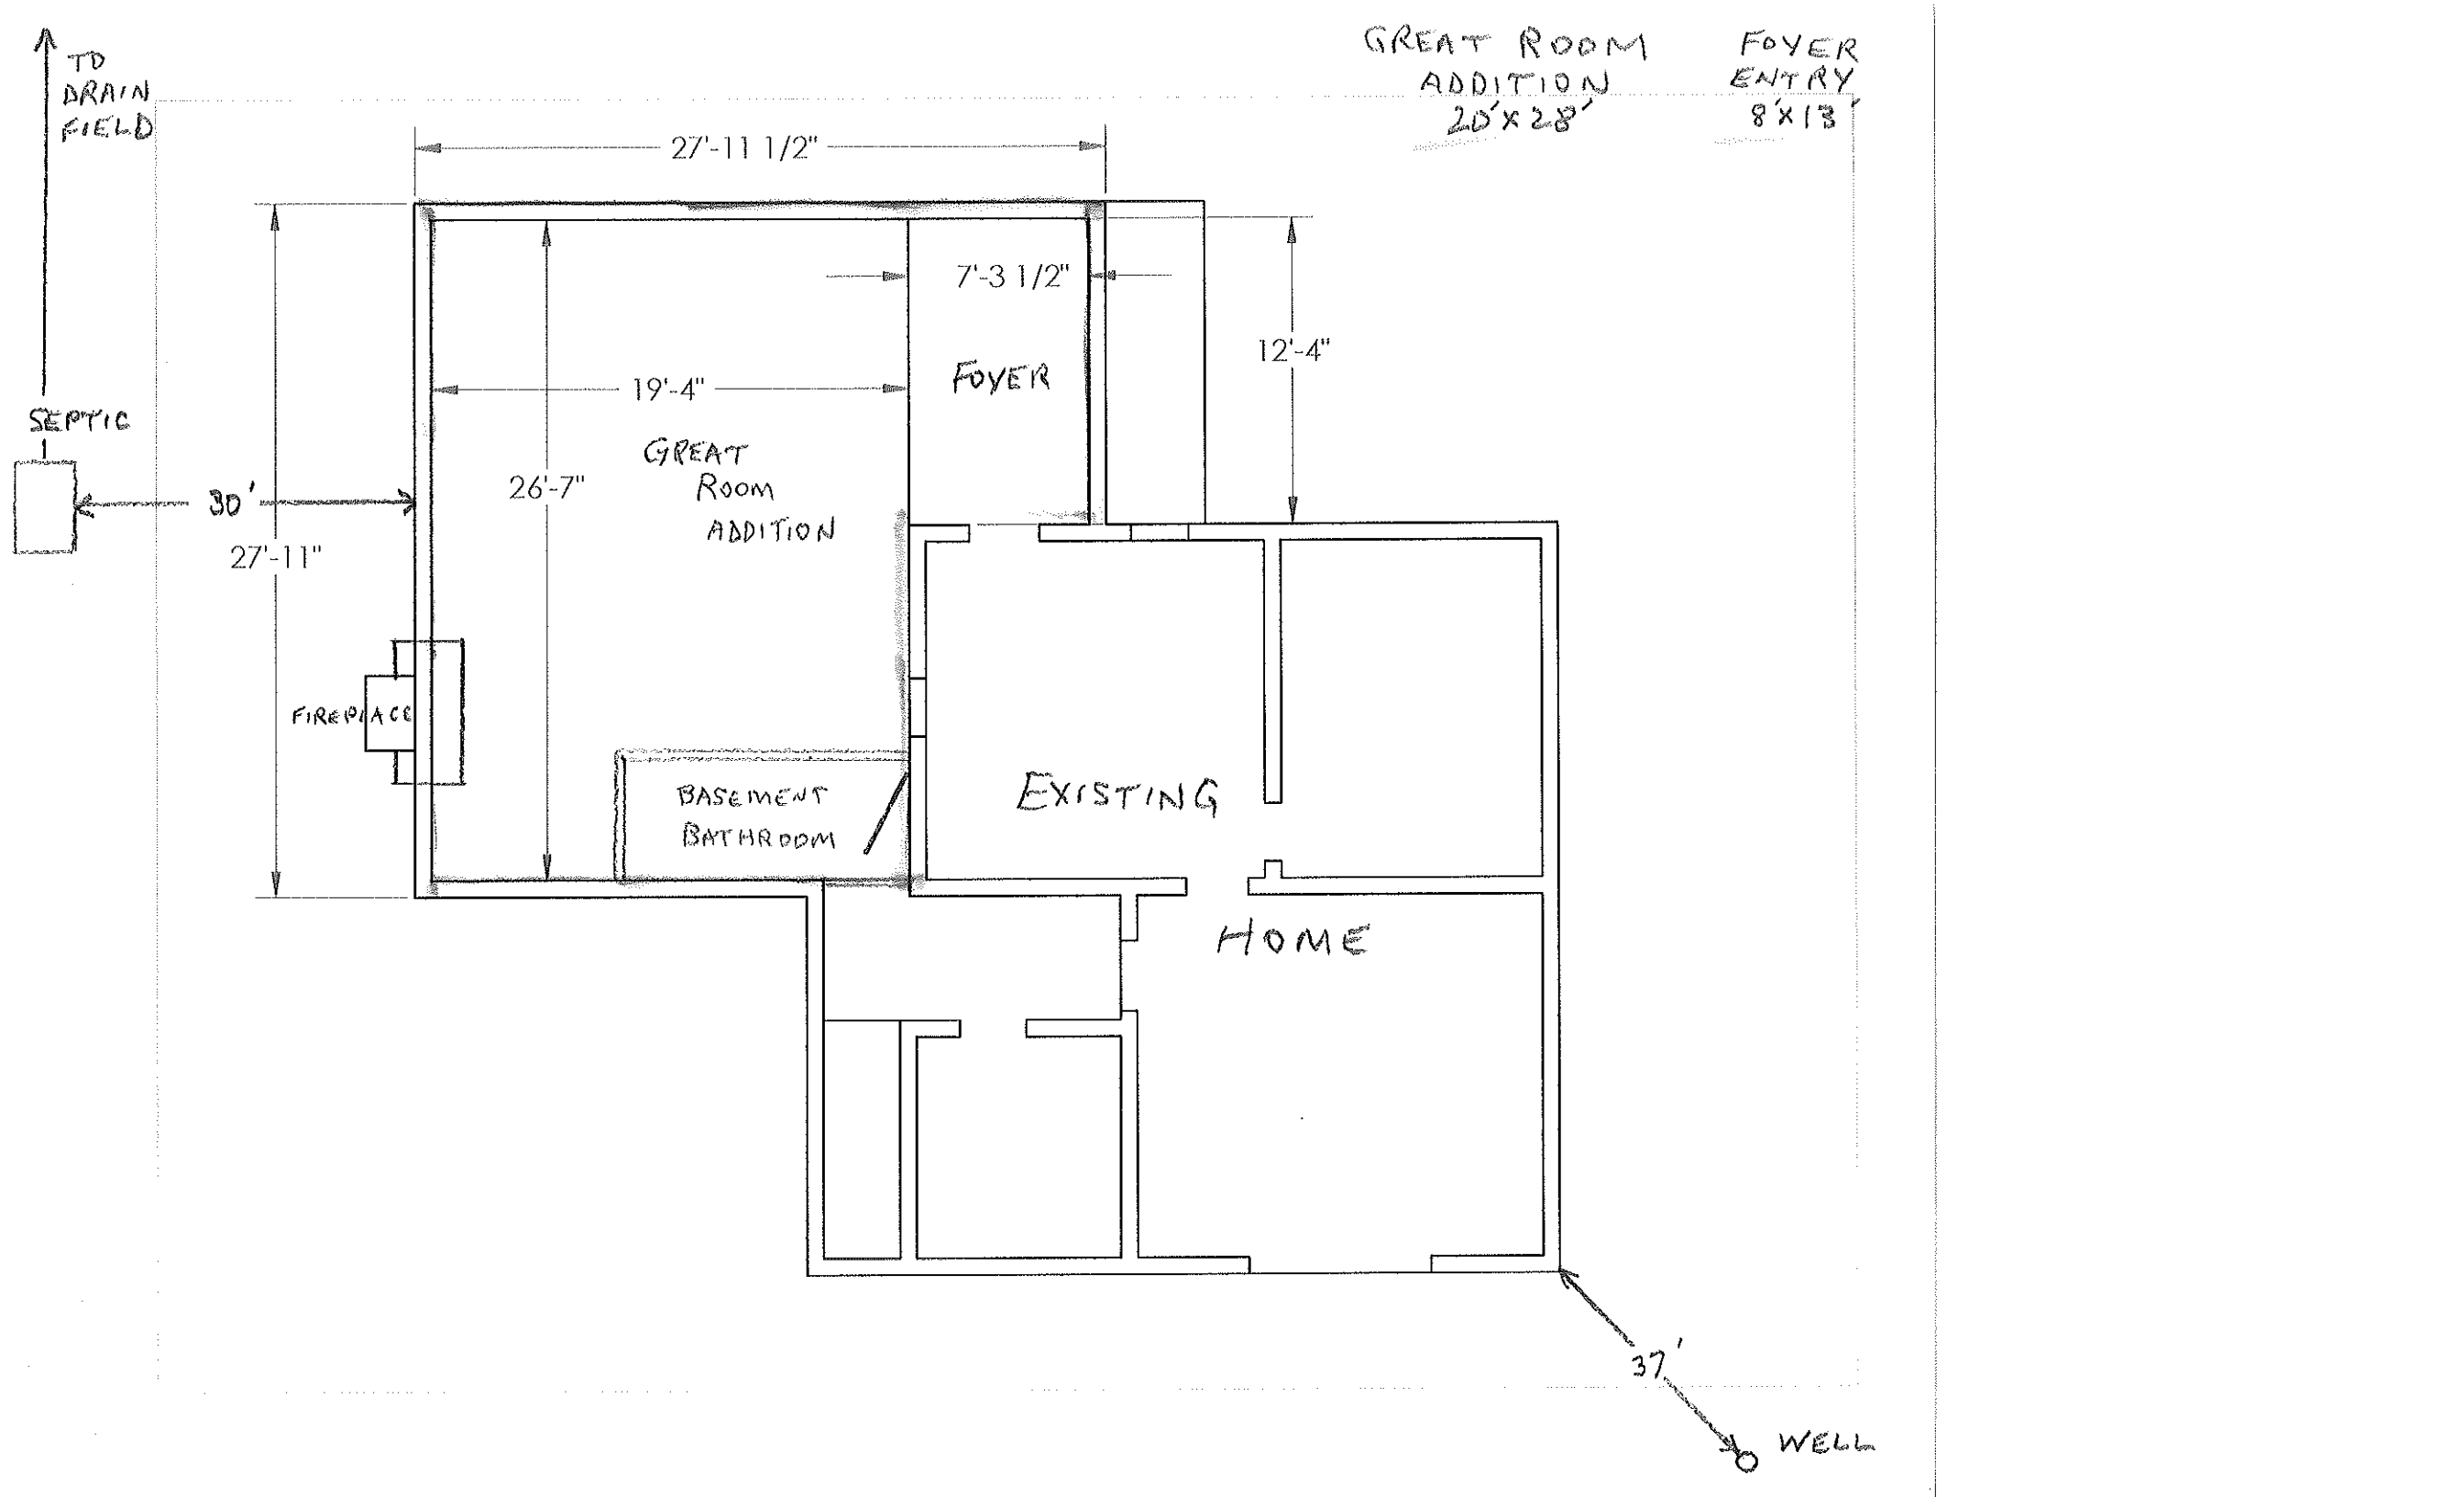 TO
DRAIN
FIELD
GREAT ROOM
ADDITION
20'X28'
FOYER
ENTRY
8'X13'
27'-11 1/2"
7'-3 1/2"
12'-4"
FOYER
19'-4"
SEPTIC
GREAT
ROOM
ADDITION
26'-7"
30'
27'-11"
FIREPLACE
BASEMENT
BATHROOM
EXISTING
HOME
37'
WELL